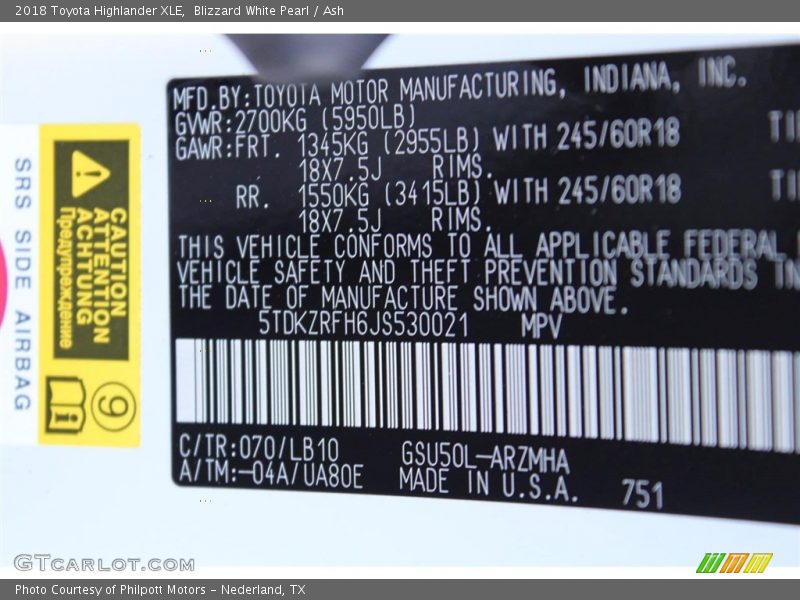 2018 Toyota Highlander XLE,  Blizzard White Pearl / Ash
MFD.BY:TOYOTA MOTOR MANUFACTURING, INDIANA, INC.
GVWR:2700KG (5950LB)
GAWR:FRT. 1345KG (2955LB) WITH 245/60R18
18X7.5J RIMS.
RR. 1550KG (3415LB) WITH 245/60R18
18X7.5J RIMS.
THIS VEHICLE CONFORMS TO ALL APPLICABLE FEDERAL
VEHICLE SAFETY AND THEFT PREVENTION STANDARDS IN
THE DATE OF MANUFACTURE SHOWN ABOVE.
5TDKZRFH6JS530021 MPV
C/TR:070/LB10 GSU50L-ARZMHA
A/TM:-04A/UA80E MADE IN U.S.A. 751
SRS SIDE AIRBAG
CAUTION
ATTENTION
ACHTUNG
Предупреждение
9
GTCARLOT.COM
Photo Courtesy of Philpott Motors - Nederland, TX